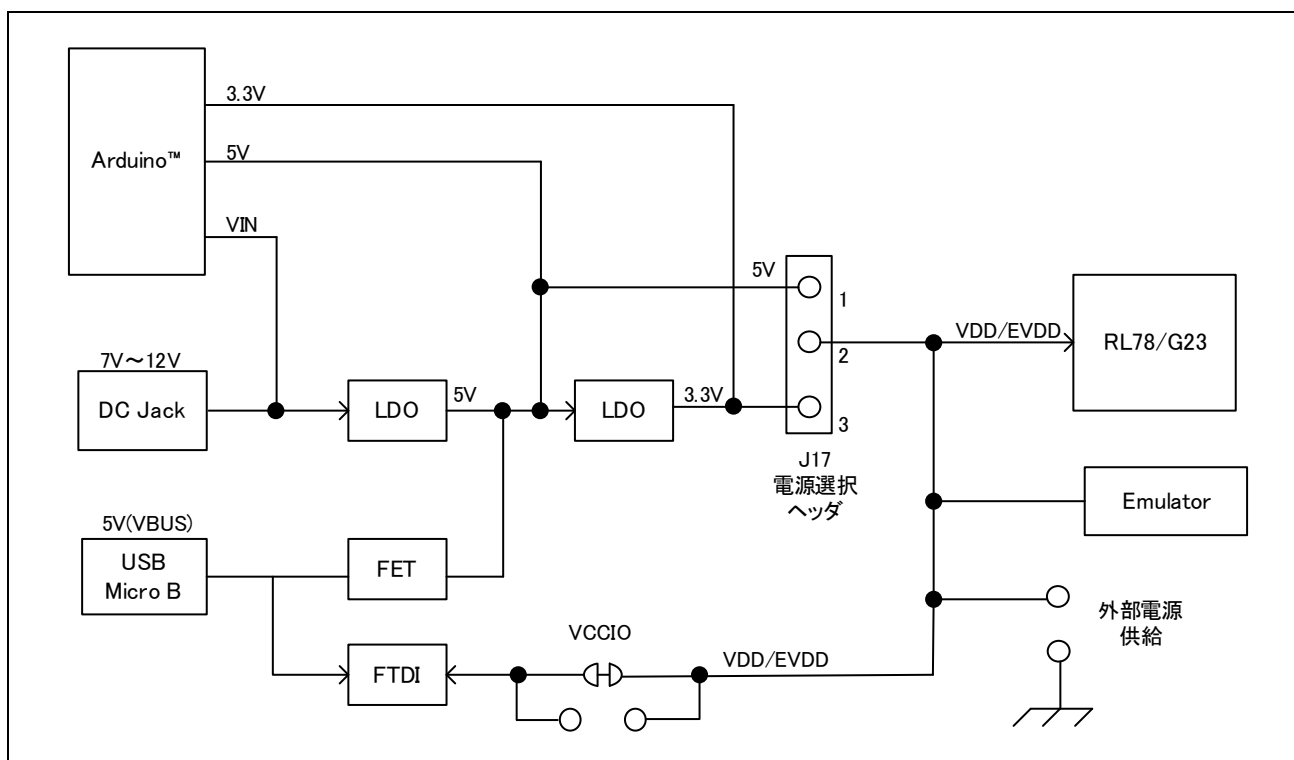 3.3V
Arduino™
5V
VIN
5V
1
VDD/EVDD
RL78/G23
2
7V～12V
DC Jack
LDO
5V
LDO
3.3V
3
J17
電源選択
ヘッダ
Emulator
5V(VBUS)
USB
Micro B
FET
外部電源
供給
VCCIO
VDD/EVDD
FTDI